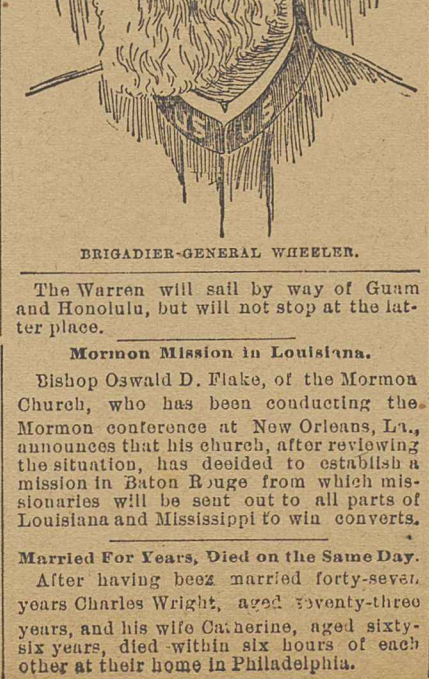 US US
BRIGADIER-GENERAL WHEELER.
The Warren will sail by way of Guam
and Honolulu, but will not stop at the lat-
ter place.
Mormon Mission in Louisiana.
Bishop Oswald D. Flake, of the Mormon
Church, who has been conducting the
Mormon conference at New Orleans, La.,
announces that his church, after reviewing
the situation, has decided to establish a
mission in Baton Rouge from which mis-
sionaries will be sent out to all parts of
Louisiana and Mississippi to win converts.
Married For Years, Died on the Same Day.
After having been married forty-seven
years Charles Wright, aged seventy-three
years, and his wife Catherine, aged sixty-
six years, died within six hours of each
other at their home in Philadelphia.